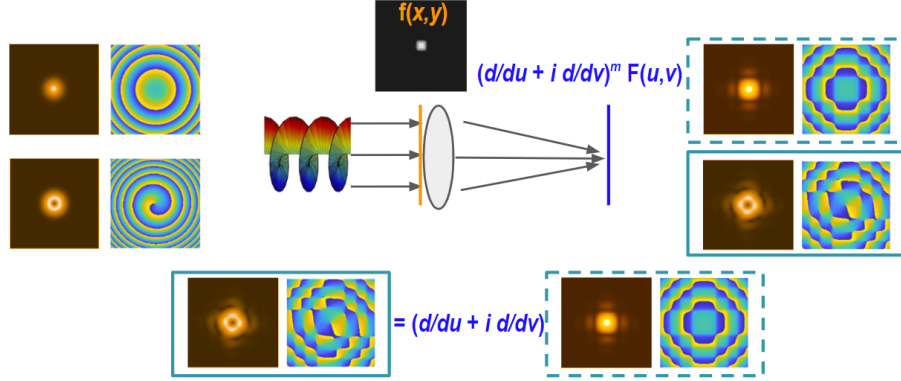 f(x,y)
(d/du + i d/dv)ᵐ F(u,v)
= (d/du + i d/dv)